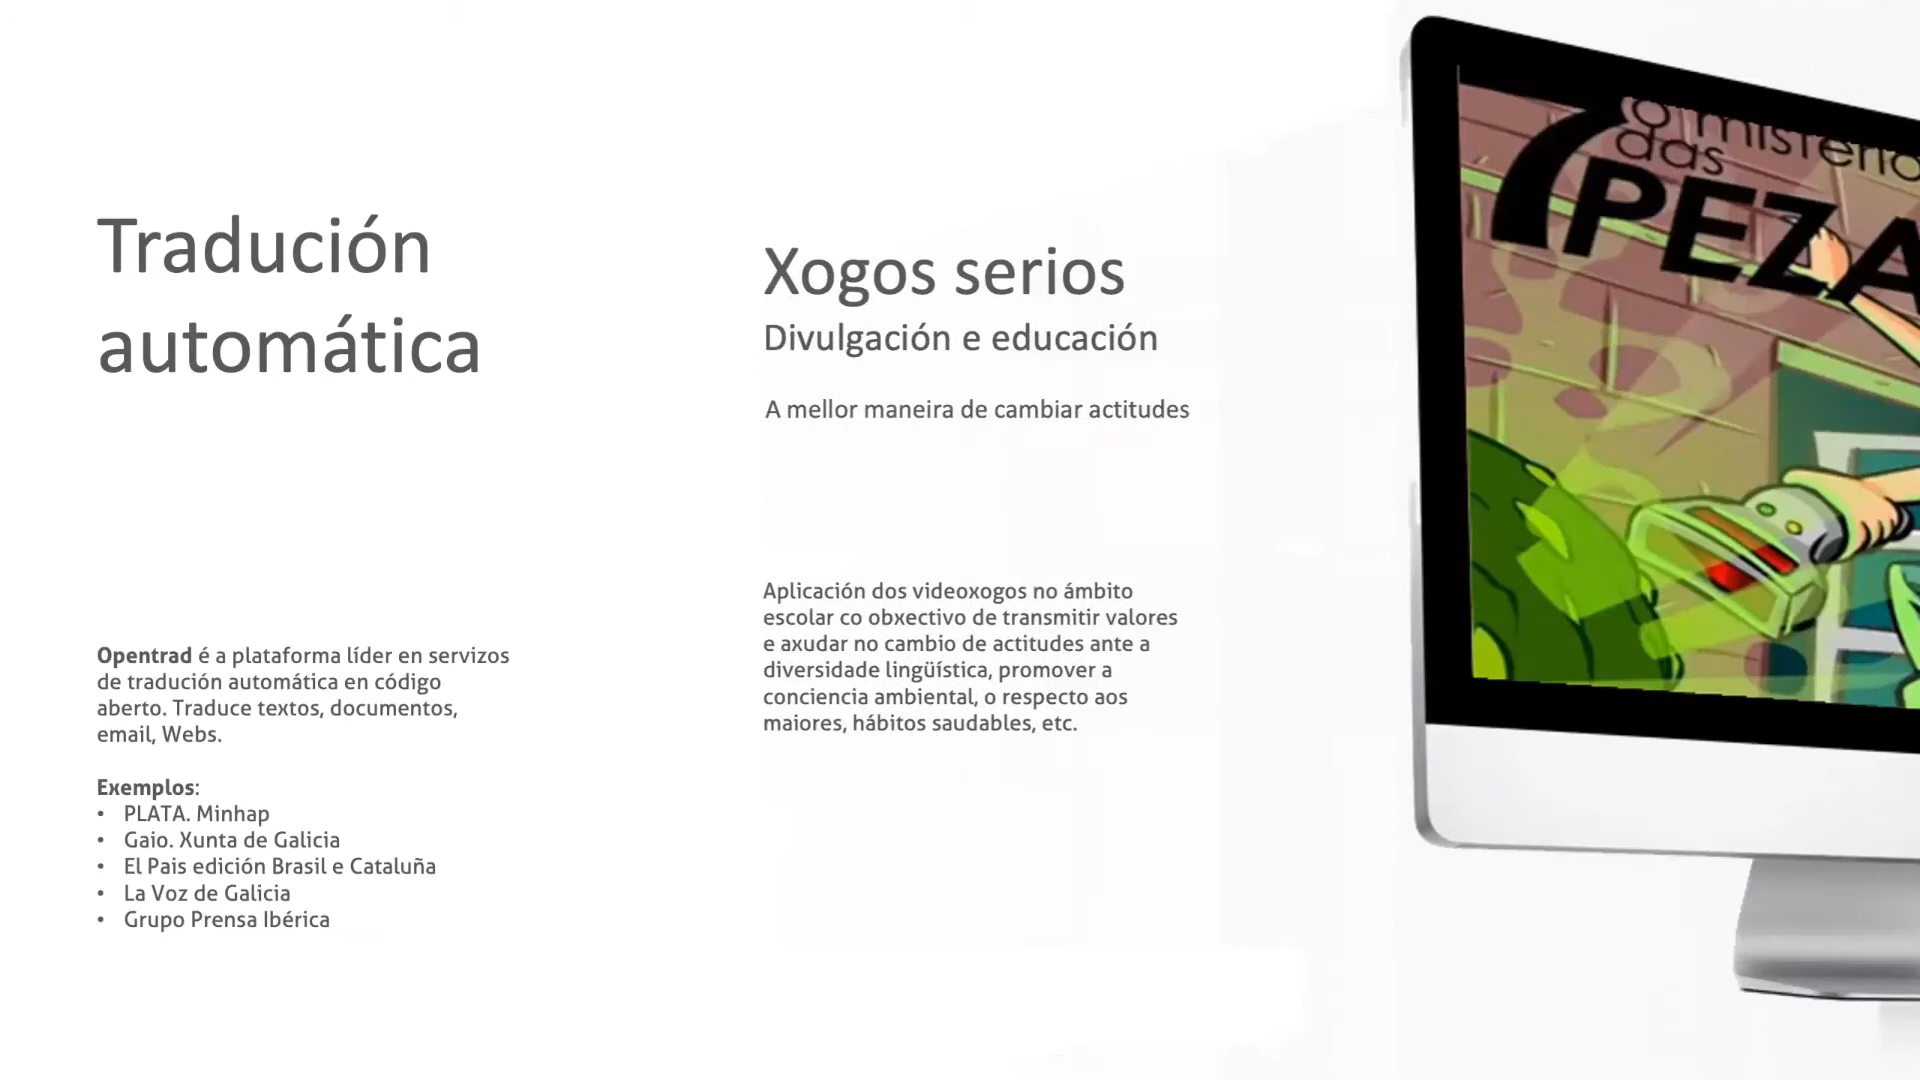 Tradución
automática
Opentrad é a plataforma líder en servizos
de tradución automática en código
aberto. Traduce textos, documentos,
email, Webs.
Exemplos:
• PLATA. Minhap
• Gaio. Xunta de Galicia
• El Pais edición Brasil e Cataluña
• La Voz de Galicia
• Grupo Prensa Ibérica
Xogos serios
Divulgación e educación
A mellor maneira de cambiar actitudes
Aplicación dos videoxogos no ámbito
escolar co obxectivo de transmitir valores
e axudar no cambio de actitudes ante a
diversidade lingüística, promover a
conciencia ambiental, o respecto aos
maiores, hábitos saudables, etc.
o misterio
das
7 PEZA